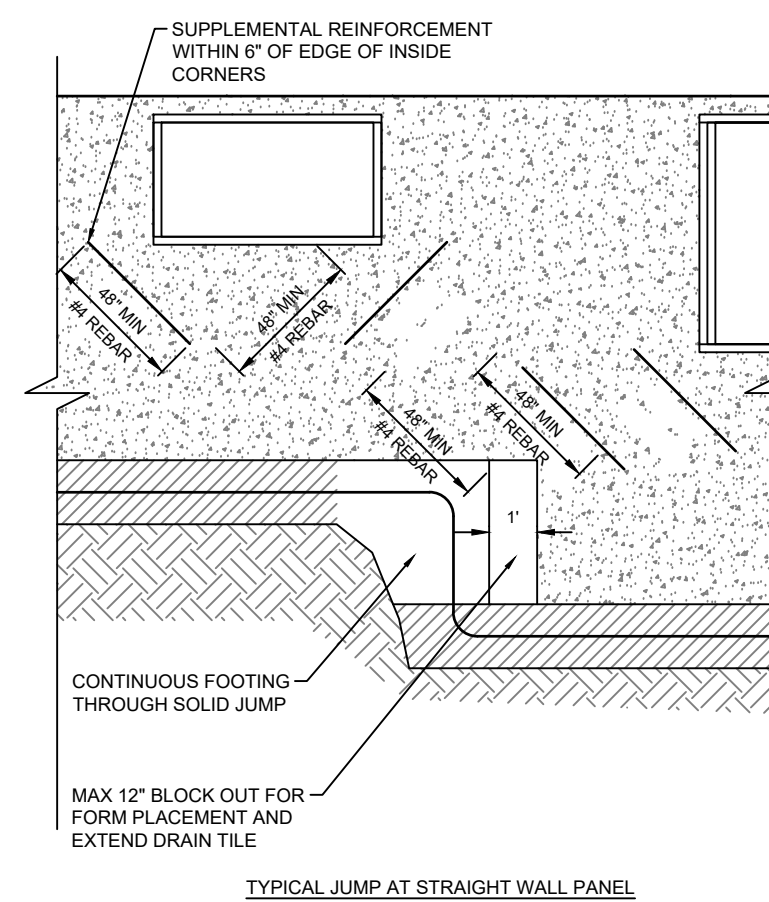 SUPPLEMENTAL REINFORCEMENT
WITHIN 6" OF EDGE OF INSIDE
CORNERS
48" MIN
#4 REBAR
48" MIN
#4 REBAR
48" MIN
#4 REBAR
48" MIN
#4 REBAR
1'
CONTINUOUS FOOTING
THROUGH SOLID JUMP
MAX 12" BLOCK OUT FOR
FORM PLACEMENT AND
EXTEND DRAIN TILE
TYPICAL JUMP AT STRAIGHT WALL PANEL